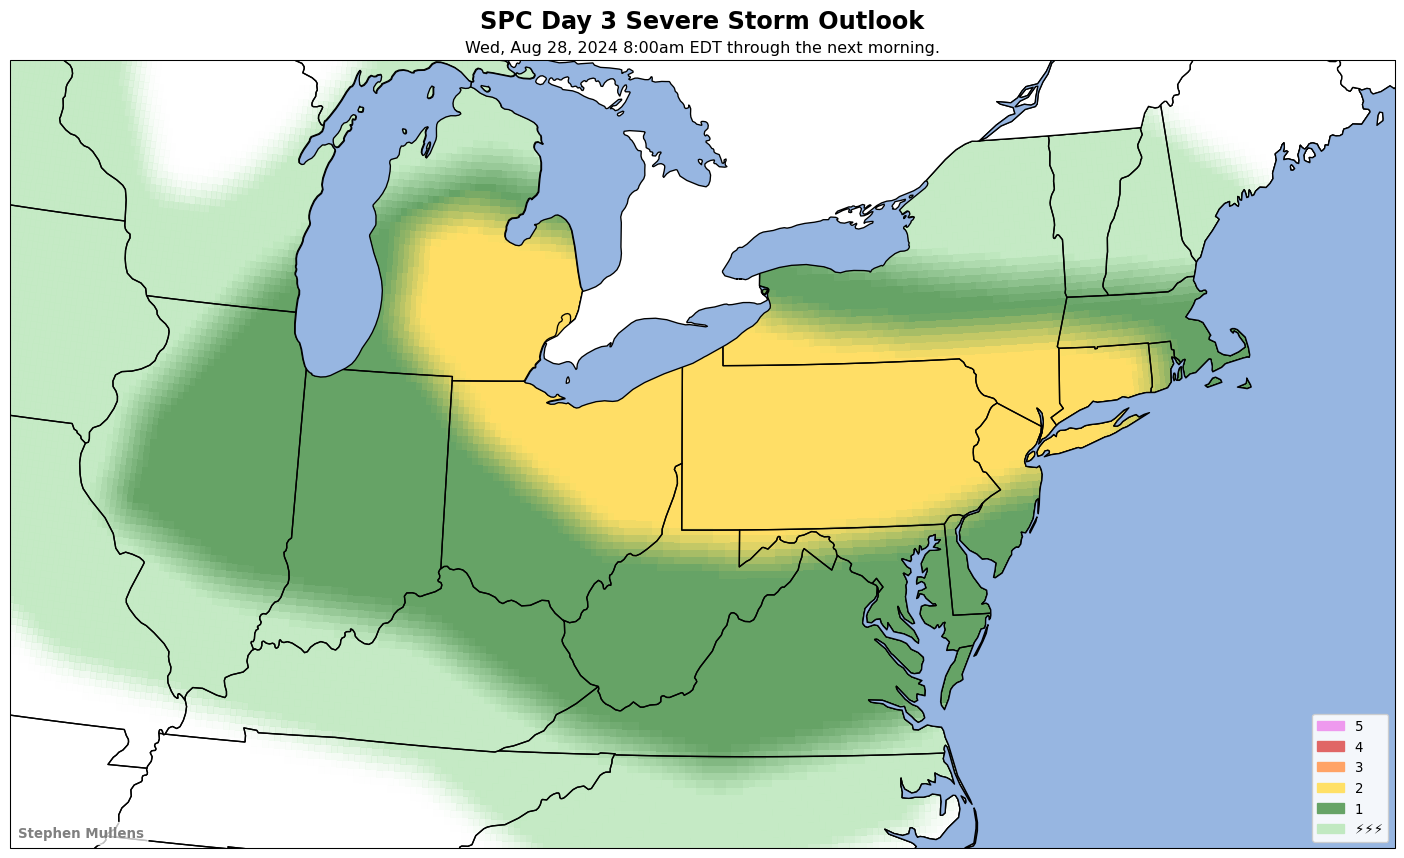 SPC Day 3 Severe Storm Outlook
Wed, Aug 28, 2024 8:00am EDT through the next morning.
5
4
3
2
1
⚡⚡⚡
Stephen Mullens